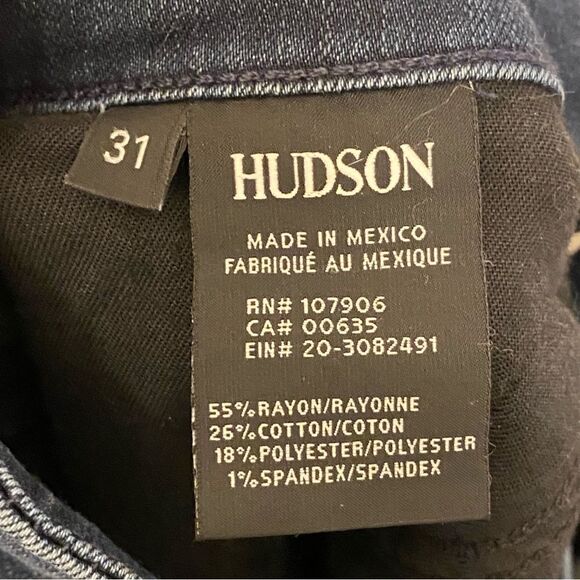 31
HUDSON
MADE IN MEXICO
FABRIQUÉ AU MEXIQUE
RN# 107906
CA# 00635
EIN# 20-3082491
55%RAYON/RAYONNE
26%COTTON/COTON
18%POLYESTER/POLYESTER
1%SPANDEX/SPANDEX